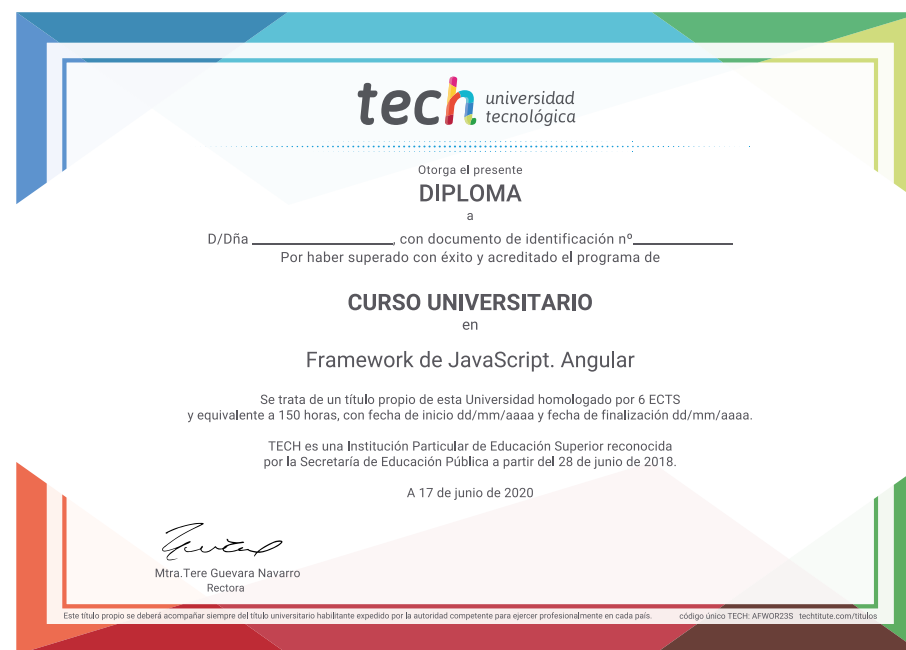 tech universidad
tecnológica
Otorga el presente
DIPLOMA
a
D/Dña ____________________, con documento de identificación nº______________
Por haber superado con éxito y acreditado el programa de
CURSO UNIVERSITARIO
en
Framework de JavaScript. Angular
Se trata de un título propio de esta Universidad homologado por 6 ECTS
y equivalente a 150 horas, con fecha de inicio dd/mm/aaaa y fecha de finalización dd/mm/aaaa.
TECH es una Institución Particular de Educación Superior reconocida
por la Secretaría de Educación Pública a partir del 28 de junio de 2018.
A 17 de junio de 2020
Mtra.Tere Guevara Navarro
Rectora
Este título propio se deberá acompañar siempre del título universitario habilitante expedido por la autoridad competente para ejercer profesionalmente en cada país. código único TECH: AFWOR23S techtitute.com/títulos